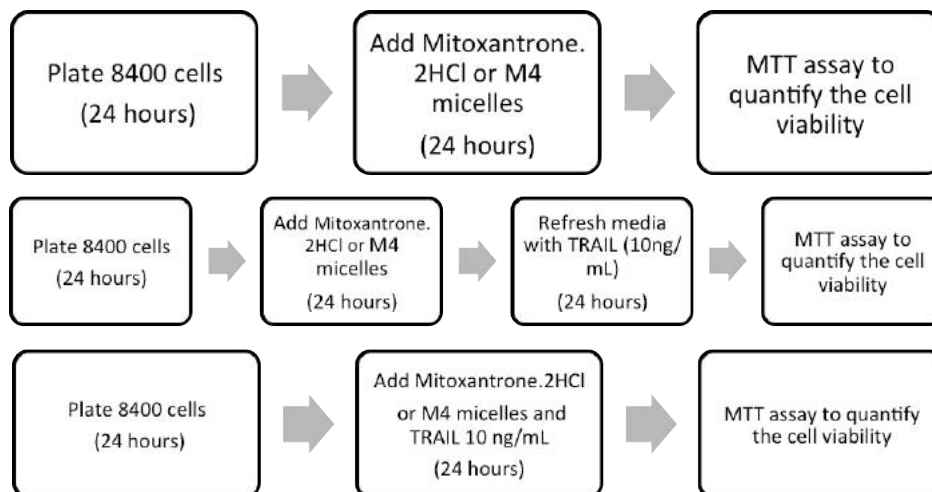 Plate 8400 cells
(24 hours)
Add Mitoxantrone.
2HCl or M4
micelles
(24 hours)
MTT assay to
quantify the cell
viability
Plate 8400 cells
(24 hours)
Add Mitoxantrone.
2HCl or M4
micelles
(24 hours)
Refresh media
with TRAIL (10ng/
mL)
(24 hours)
MTT assay to
quantify the cell
viability
Plate 8400 cells
(24 hours)
Add Mitoxantrone.2HCl
or M4 micelles and
TRAIL 10 ng/mL
(24 hours)
MTT assay to quantify
the cell viability